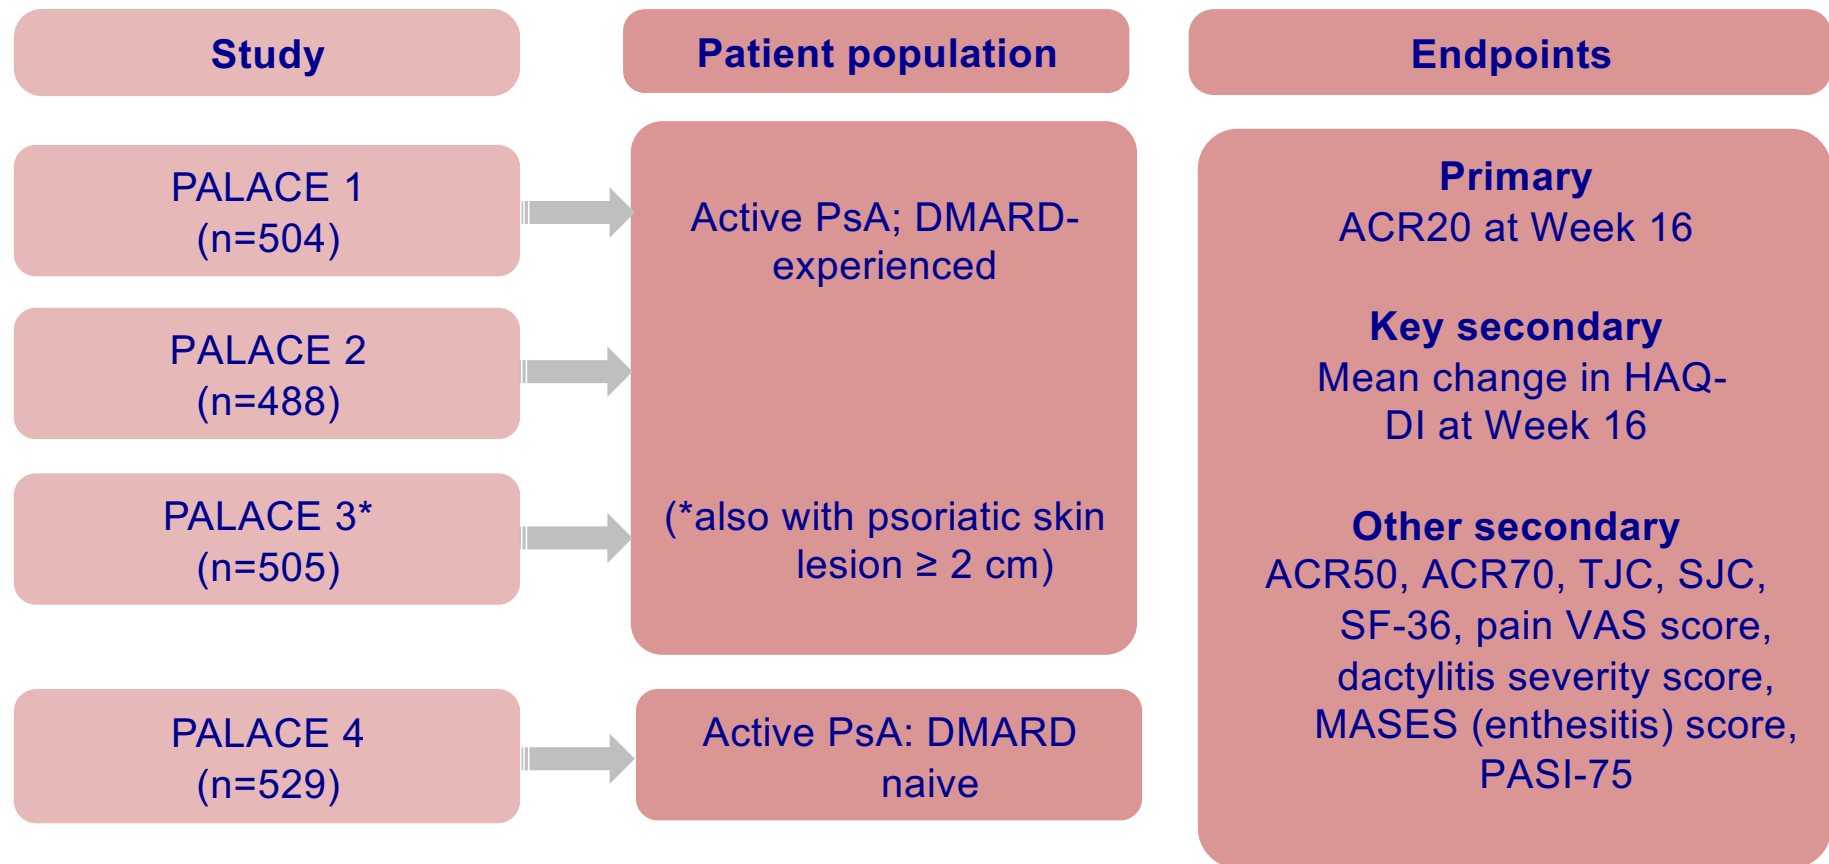 Study
Patient population
Endpoints
PALACE 1
(n=504)
PALACE 2
(n=488)
PALACE 3*
(n=505)
PALACE 4
(n=529)
Active PsA; DMARD-
experienced
(*also with psoriatic skin
lesion ≥ 2 cm)
Active PsA: DMARD
naive
Primary
ACR20 at Week 16
Key secondary
Mean change in HAQ-
DI at Week 16
Other secondary
ACR50, ACR70, TJC, SJC,
SF-36, pain VAS score,
dactylitis severity score,
MASES (enthesitis) score,
PASI-75